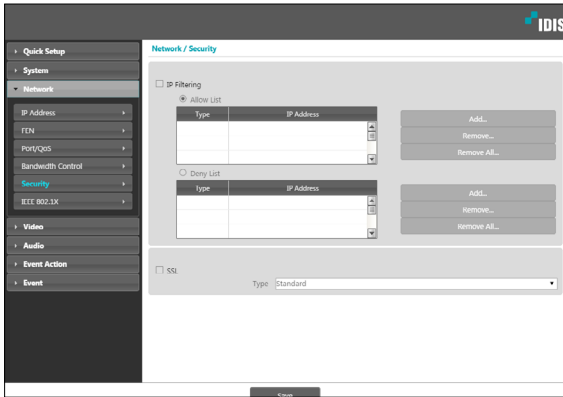 IDIS
Quick Setup
System
Network
IP Address
FEN
Port/QoS
Bandwidth Control
Security
IEEE 802.1X
Video
Audio
Event Action
Event
Network / Security
IP Filtering
Allow List
Type IP Address
Add...
Remove...
Remove All...
Deny List
Type IP Address
Add...
Remove...
Remove All...
SSL
Type Standard
Save